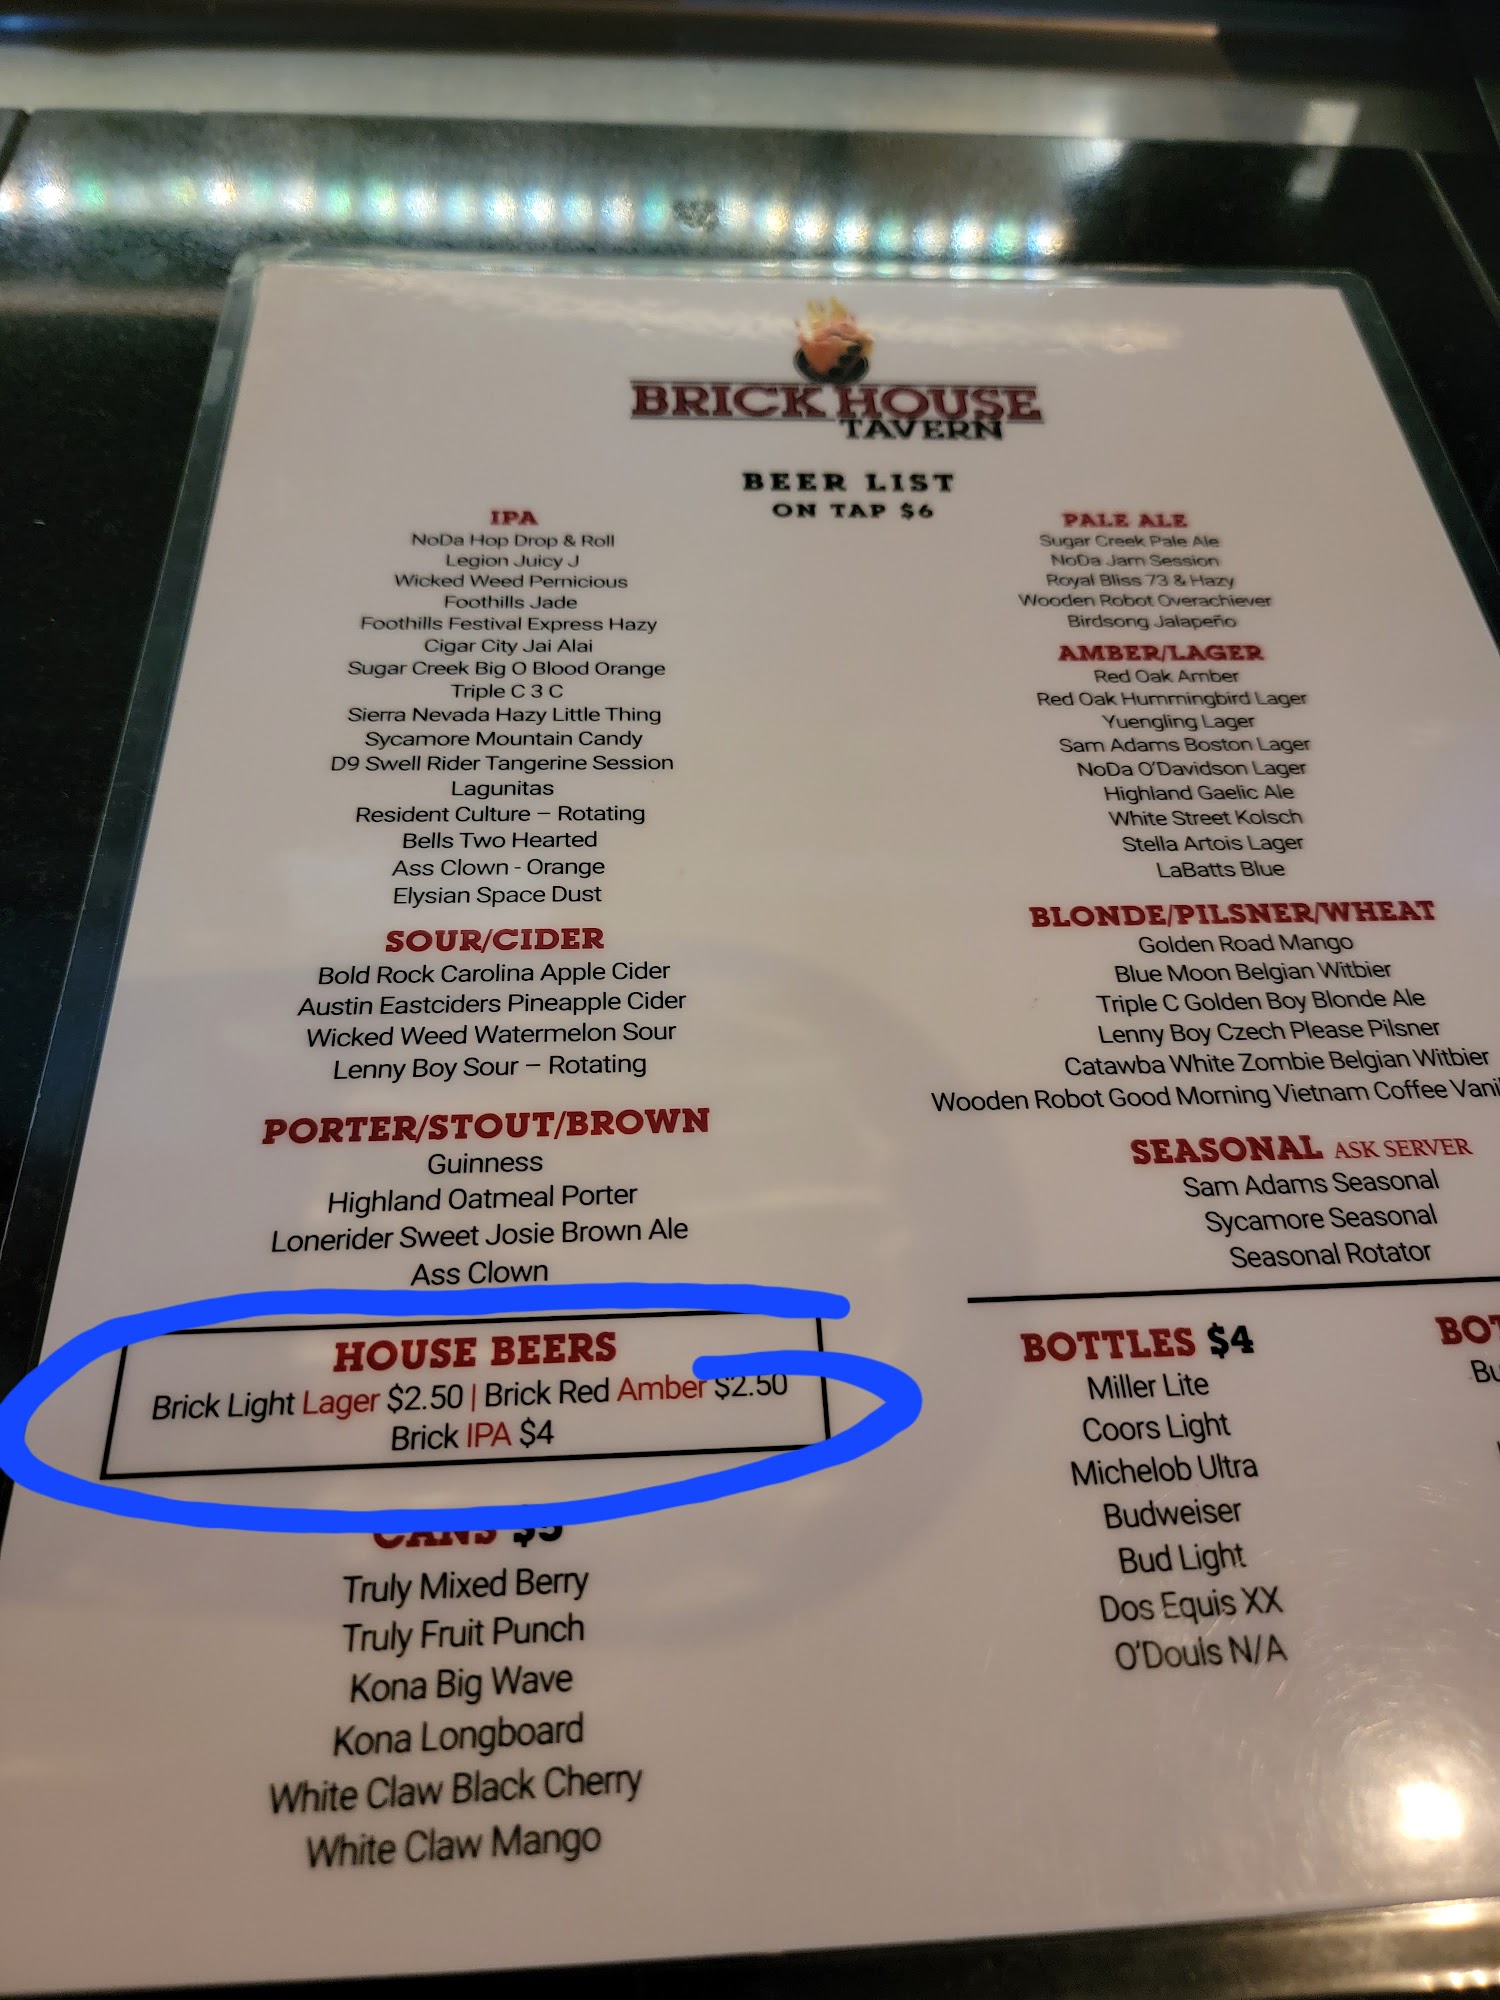 BRICK HOUSE
TAVERN
BEER LIST
ON TAP $6
IPA
NoDa Hop Drop & Roll
Legion Juicy J
Wicked Weed Pernicious
Foothills Jade
Foothills Festival Express Hazy
Cigar City Jai Alai
Sugar Creek Big O Blood Orange
Triple C 3 C
Sierra Nevada Hazy Little Thing
Sycamore Mountain Candy
D9 Swell Rider Tangerine Session
Lagunitas
Resident Culture – Rotating
Bells Two Hearted
Ass Clown - Orange
Elysian Space Dust
SOUR/CIDER
Bold Rock Carolina Apple Cider
Austin Eastciders Pineapple Cider
Wicked Weed Watermelon Sour
Lenny Boy Sour – Rotating
PORTER/STOUT/BROWN
Guinness
Highland Oatmeal Porter
Lonerider Sweet Josie Brown Ale
Ass Clown
HOUSE BEERS
Brick Light Lager $2.50 | Brick Red Amber $2.50
Brick IPA $4
CANS $5
Truly Mixed Berry
Truly Fruit Punch
Kona Big Wave
Kona Longboard
White Claw Black Cherry
White Claw Mango
PALE ALE
Sugar Creek Pale Ale
NoDa Jam Session
Royal Bliss 73 & Hazy
Wooden Robot Overachiever
Birdsong Jalapeño
AMBER/LAGER
Red Oak Amber
Red Oak Hummingbird Lager
Yuengling Lager
Sam Adams Boston Lager
NoDa O'Davidson Lager
Highland Gaelic Ale
White Street Kolsch
Stella Artois Lager
LaBatts Blue
BLONDE/PILSNER/WHEAT
Golden Road Mango
Blue Moon Belgian Witbier
Triple C Golden Boy Blonde Ale
Lenny Boy Czech Please Pilsner
Catawba White Zombie Belgian Witbier
Wooden Robot Good Morning Vietnam Coffee Vani
SEASONAL ASK SERVER
Sam Adams Seasonal
Sycamore Seasonal
Seasonal Rotator
BOTTLES $4
Miller Lite
Coors Light
Michelob Ultra
Budweiser
Bud Light
Dos Equis XX
O'Douls N/A
BOT
Bu